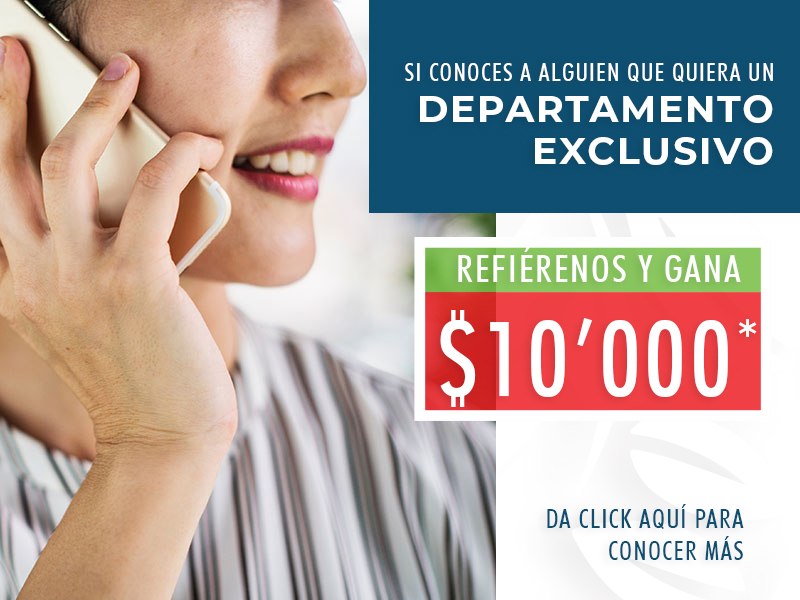 SI CONOCES A ALGUIEN QUE QUIERA UN
DEPARTAMENTO
EXCLUSIVO
REFIÉRENOS Y GANA
$10’000*
DA CLICK AQUÍ PARA
CONOCER MÁS